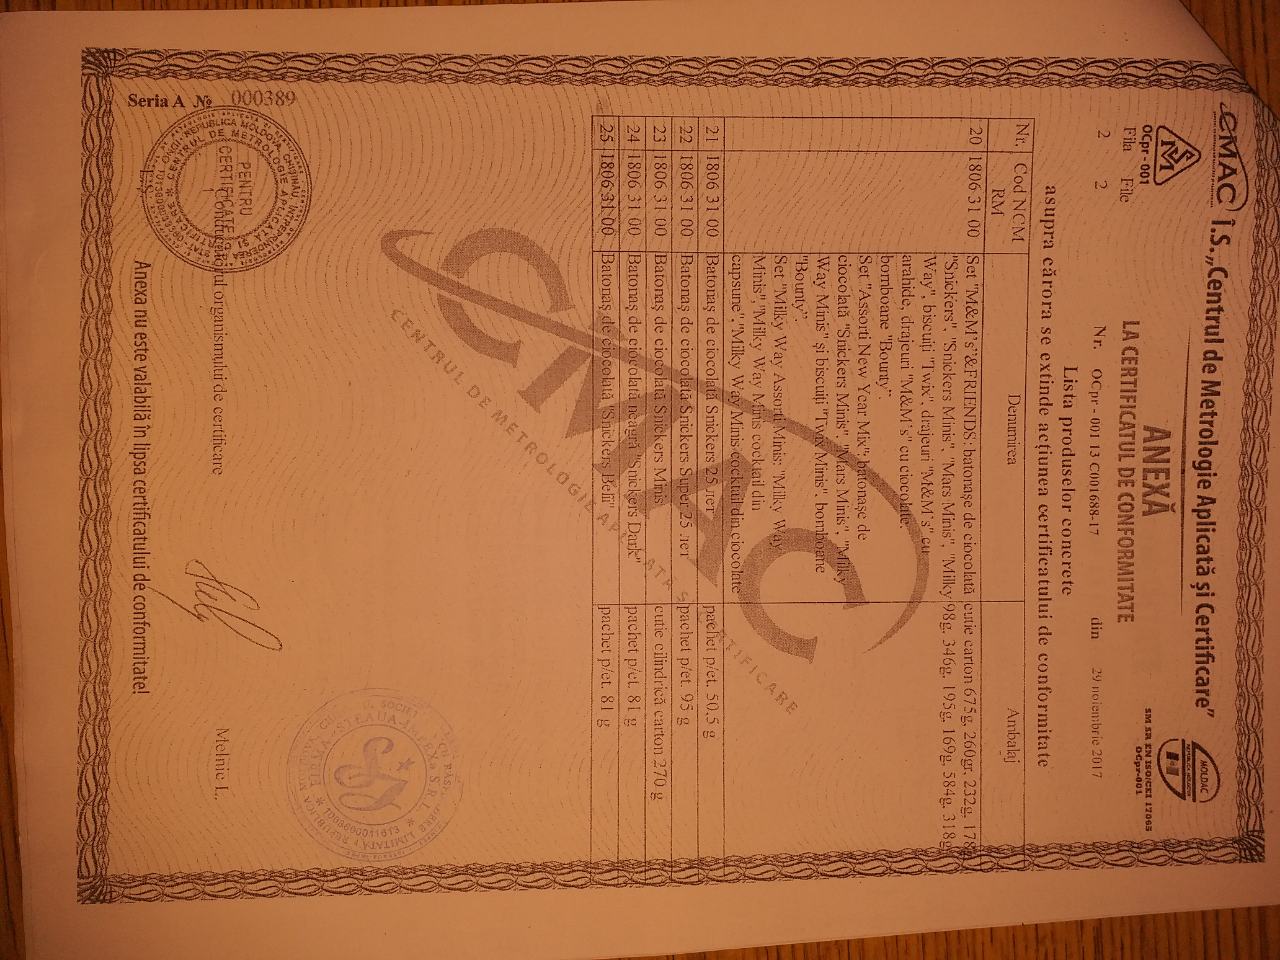 CMAC Î.S.„Centrul de Metrologie Aplicată și Certificare”
OCpr - 001
MOLDAC
SM SR EN ISO/CEI 17065
OCpr-001
ANEXĂ
LA CERTIFICATUL DE CONFORMITATE
Fila File
2 2
Nr. OCpr - 001 13 C001688-17 din 29 noiembrie 2017
Lista produselor concrete
asupra cărora se extinde acțiunea certificatului de conformitate
Nr. Cod NCM RM Denumirea Ambalaj
20 1806 31 00 Set "M&M's"&FRIENDS: batonașe de ciocolată cutie carton 675g, 260gr, 232g, 178g
"Snickers", "Snickers Minis", "Mars Minis", "Milky 98g, 346g, 195g, 169g, 584g, 318g
Way", biscuiți "Twix", drajeuri "M&M's" cu
arahide, drajeuri "M&M's" cu ciocolate,
bomboane "Bounty".
Set "Assorti New Year Mix": batonașe de
ciocolată "Snickers Minis", "Mars Minis", "Milky
Way Minis" și biscuiți "Twix Minis", bomboane
"Bounty".
Set "Milky Way Assorti Minis: "Milky Way
Minis","Milky Way Minis cocktail din
capsune","Milky Way Minis cocktail din ciocolate
21 1806 31 00 Batonaș de ciocolată Snickers 25 лет pachet p/et. 50,5 g
22 1806 31 00 Batonaș de ciocolată Snickers Super 25 лет pachet p/et. 95 g
23 1806 31 00 Batonaș de ciocolată Snickers Minis cutie cilindrică carton 270 g
24 1806 31 00 Batonaș de ciocolată neagră "Snickers Dark" pachet p/et. 81 g
25 1806 31 00 Batonaș de ciocolată "Snickers Белй" pachet p/et. 81 g
CMAC
CENTRUL DE METROLOGIE APLICATĂ ȘI CERTIFICARE
Conducătorul organismului de certificare Melnic L.
PENTRU
CERTIFICATE
Anexa nu este valabilă în lipsa certificatului de conformitate!
Seria A № 000389